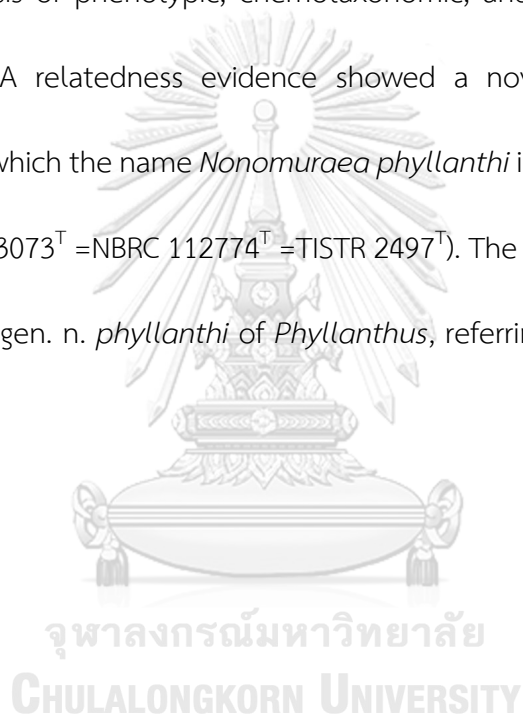 is of phenotypic, chemotaxonomic, and
A relatedness evidence showed a nov
which the name Nonomuraea phyllanthi i
3073ᵀ =NBRC 112774ᵀ =TISTR 2497ᵀ). The
gen. n. phyllanthi of Phyllanthus, referrin
จุฬาลงกรณ์มหาวิทยาลัย
CHULALONGKORN UNIVERSITY